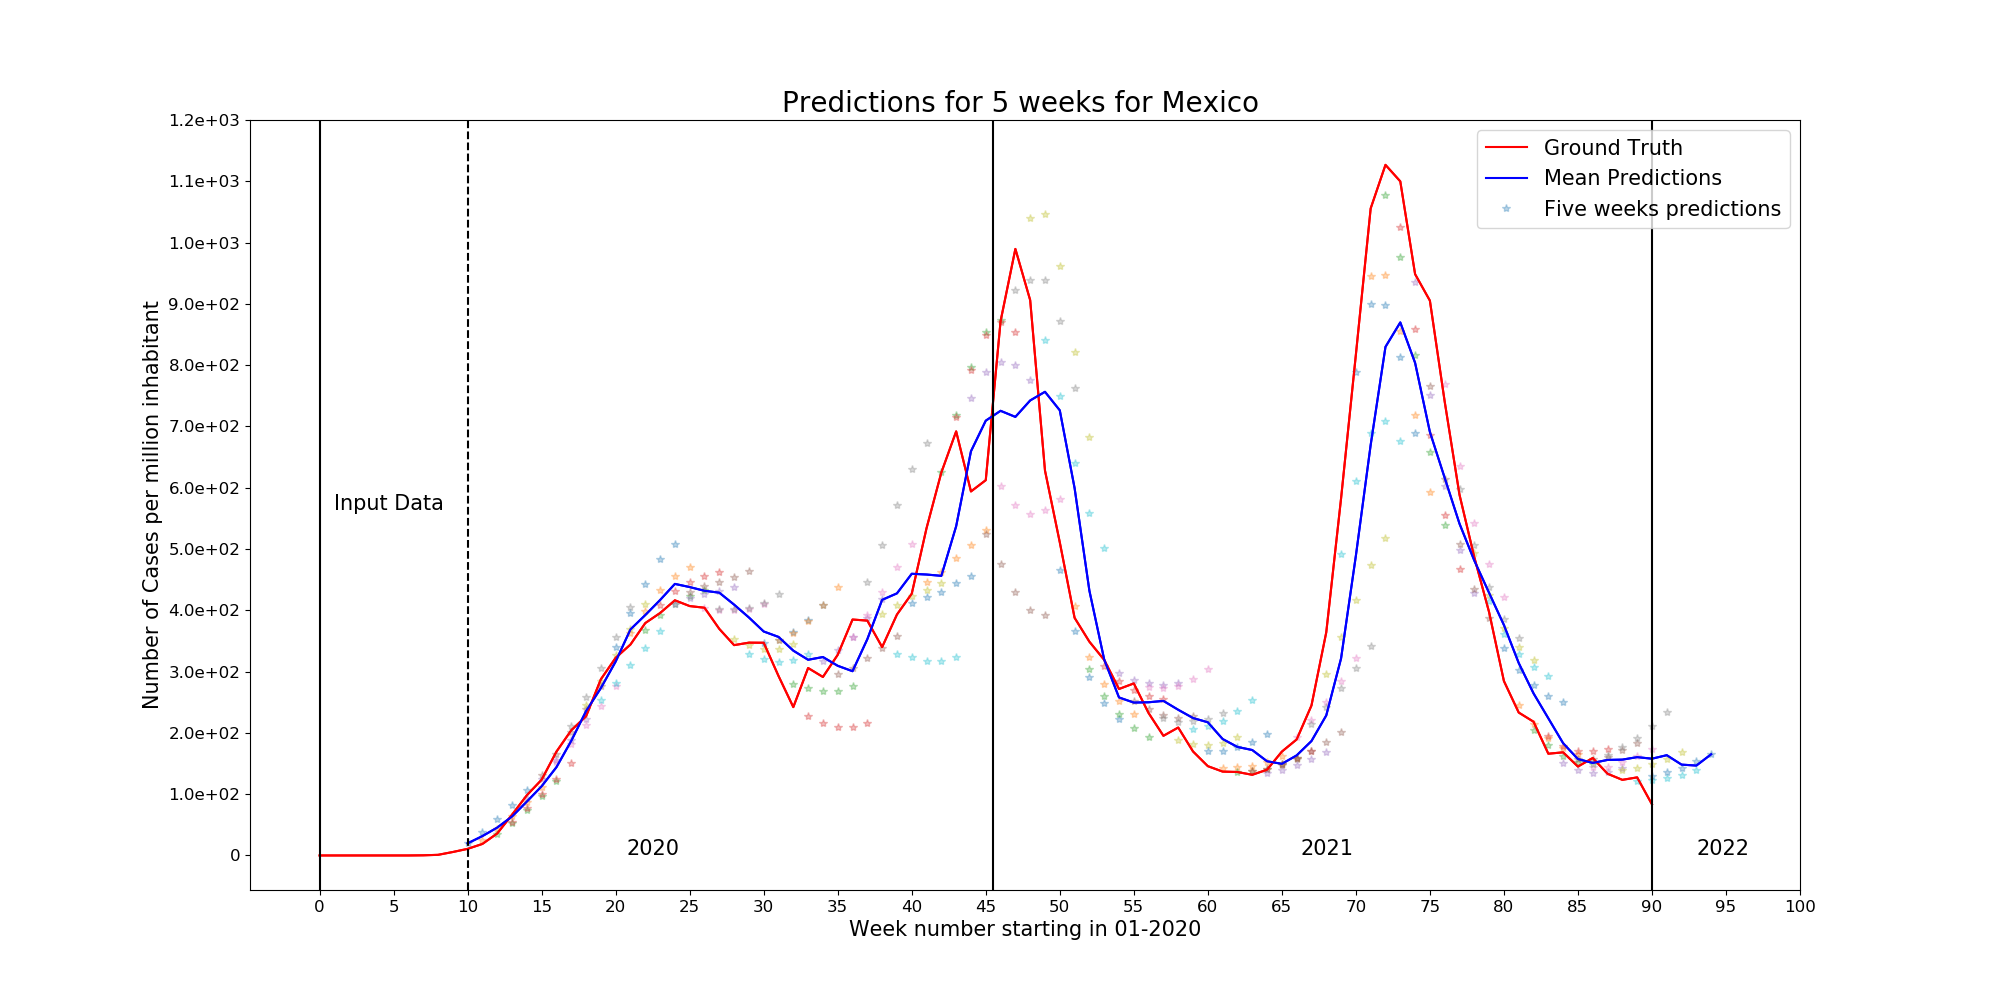 Predictions for 5 weeks for Mexico
1.2e+03
1.1e+03
1.0e+03
9.0e+02
8.0e+02
7.0e+02
6.0e+02
5.0e+02
4.0e+02
3.0e+02
2.0e+02
1.0e+02
0
Number of Cases per million inhabitant
Ground Truth
Mean Predictions
Five weeks predictions
Input Data
2020 2021 2022
0 5 10 15 20 25 30 35 40 45 50 55 60 65 70 75 80 85 90 95 100
Week number starting in 01-2020